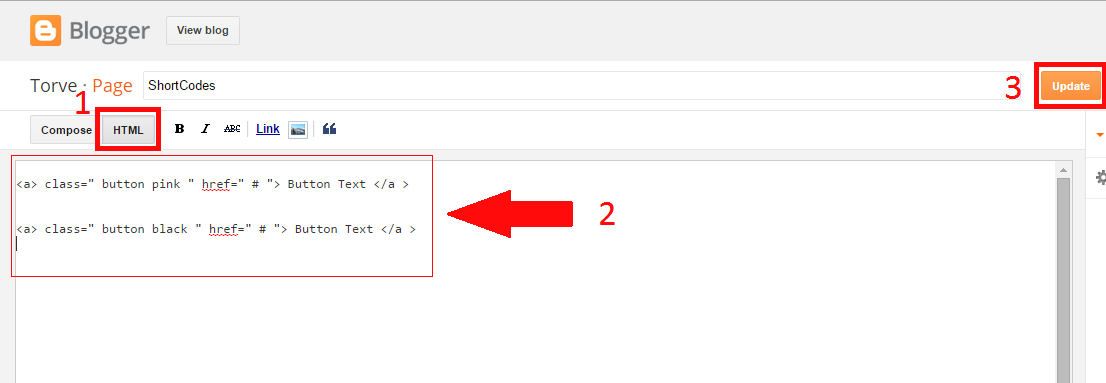 Blogger View blog
Torve · Page ShortCodes 3 Update
1
Compose HTML B I ABC Link
<a> class=" button pink " href=" # "> Button Text </a >
<a> class=" button black " href=" # "> Button Text </a >
2